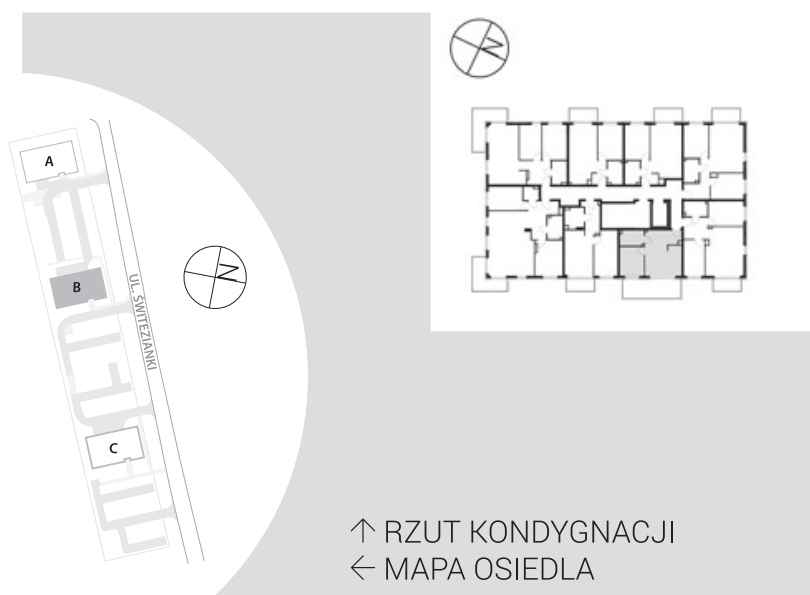 N
A
B
N
UL. ŚWITEZIANKI
C
↑ RZUT KONDYGNACJI
← MAPA OSIEDLA